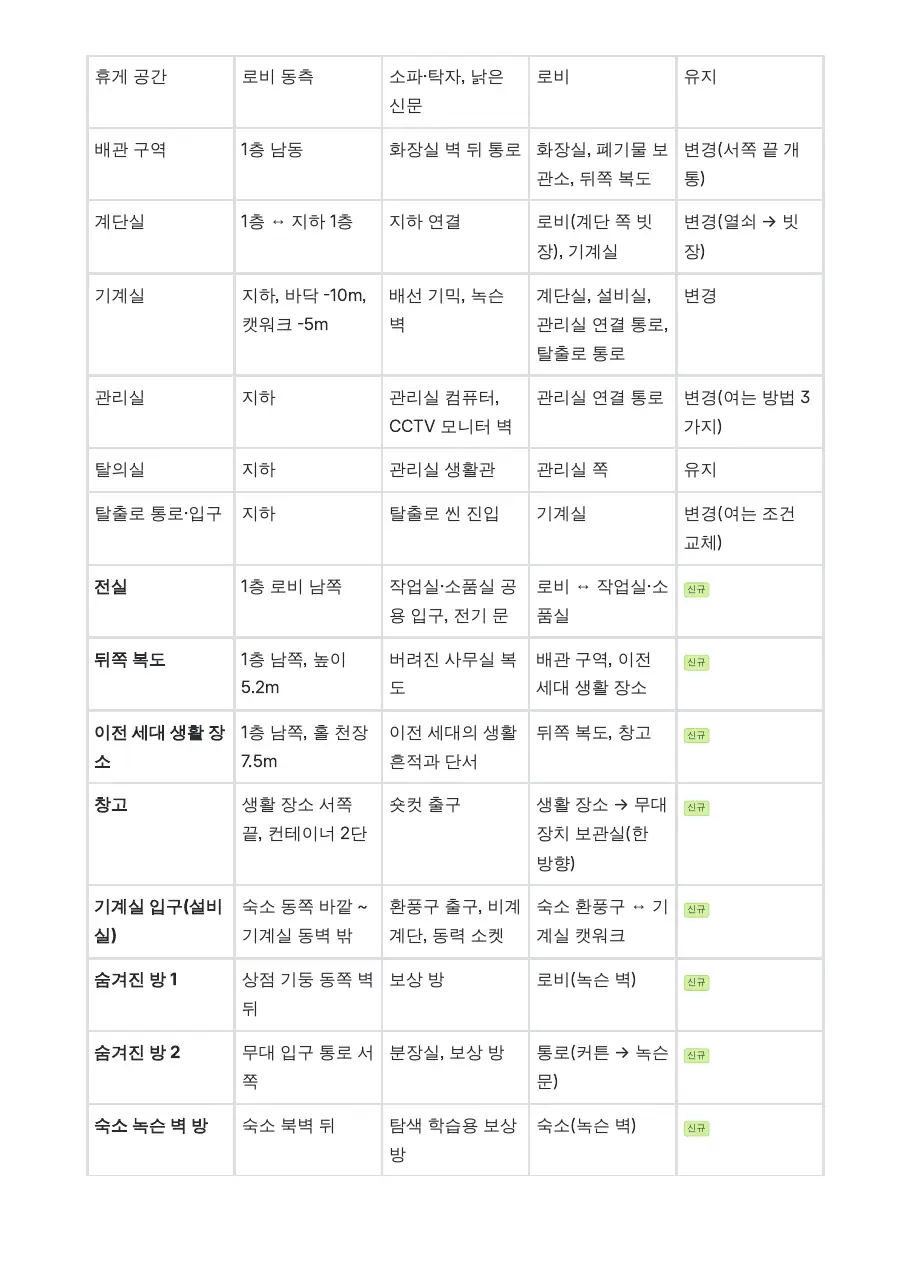 휴게 공간
로비 동측
소파·탁자, 낡은
신문
로비
유지
배관 구역
1층 남동
화장실 벽 뒤 통로
화장실, 폐기물 보
관소, 뒤쪽 복도
변경(서쪽 끝 개
통)
계단실
1층 ↔ 지하 1층
지하 연결
로비(계단 쪽 빗
장), 기계실
변경(열쇠 → 빗
장)
기계실
지하, 바닥 -10m,
캣워크 -5m
배선 기믹, 녹슨
벽
계단실, 설비실,
관리실 연결 통로,
탈출로 통로
변경
관리실
지하
관리실 컴퓨터,
CCTV 모니터 벽
관리실 연결 통로
변경(여는 방법 3
가지)
탈의실
지하
관리실 생활관
관리실 쪽
유지
탈출로 통로·입구
지하
탈출로 씬 진입
기계실
변경(여는 조건
교체)
전실
1층 로비 남쪽
작업실·소품실 공
용 입구, 전기 문
로비 ↔ 작업실·소
품실
신규
뒤쪽 복도
1층 남쪽, 높이
5.2m
버려진 사무실 복
도
배관 구역, 이전
세대 생활 장소
신규
이전 세대 생활 장
소
1층 남쪽, 홀 천장
7.5m
이전 세대의 생활
흔적과 단서
뒤쪽 복도, 창고
신규
창고
생활 장소 서쪽
끝, 컨테이너 2단
숏컷 출구
생활 장소 → 무대
장치 보관실(한
방향)
신규
기계실 입구(설비
실)
숙소 동쪽 바깥 ~
기계실 동벽 밖
환풍구 출구, 비계
계단, 동력 소켓
숙소 환풍구 ↔ 기
계실 캣워크
신규
숨겨진 방 1
상점 기둥 동쪽 벽
뒤
보상 방
로비(녹슨 벽)
신규
숨겨진 방 2
무대 입구 통로 서
쪽
분장실, 보상 방
통로(커튼 → 녹슨
문)
신규
숙소 녹슨 벽 방
숙소 북벽 뒤
탐색 학습용 보상
방
숙소(녹슨 벽)
신규